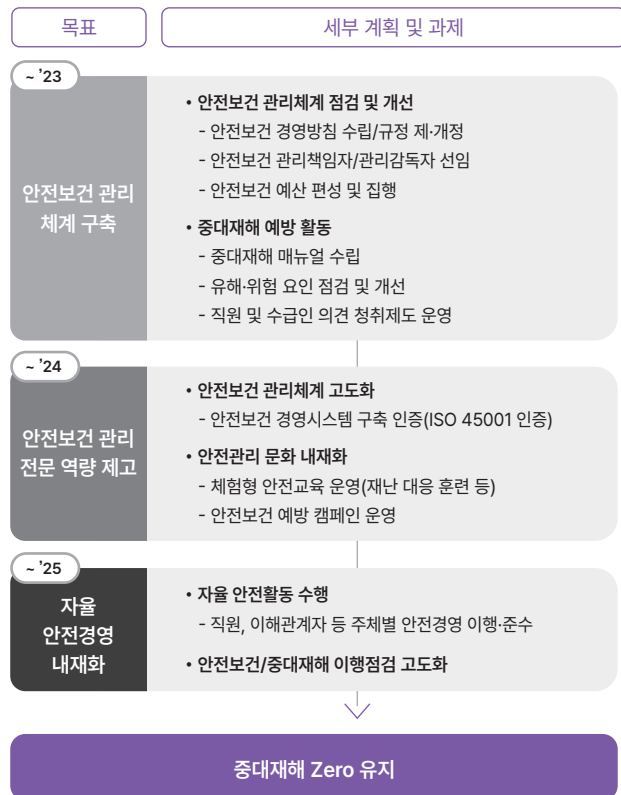 목표
세부 계획 및 과제
~ ’23
안전보건 관리
체계 구축
• 안전보건 관리체계 점검 및 개선
- 안전보건 경영방침 수립/규정 제·개정
- 안전보건 관리책임자/관리감독자 선임
- 안전보건 예산 편성 및 집행
• 중대재해 예방 활동
- 중대재해 매뉴얼 수립
- 유해·위험 요인 점검 및 개선
- 직원 및 수급인 의견 청취제도 운영
~ ’24
안전보건 관리
전문 역량 제고
• 안전보건 관리체계 고도화
- 안전보건 경영시스템 구축 인증(ISO 45001 인증)
• 안전관리 문화 내재화
- 체험형 안전교육 운영(재난 대응 훈련 등)
- 안전보건 예방 캠페인 운영
~ ’25
자율
안전경영
내재화
• 자율 안전활동 수행
- 직원, 이해관계자 등 주체별 안전경영 이행·준수
• 안전보건/중대재해 이행점검 고도화
중대재해 Zero 유지